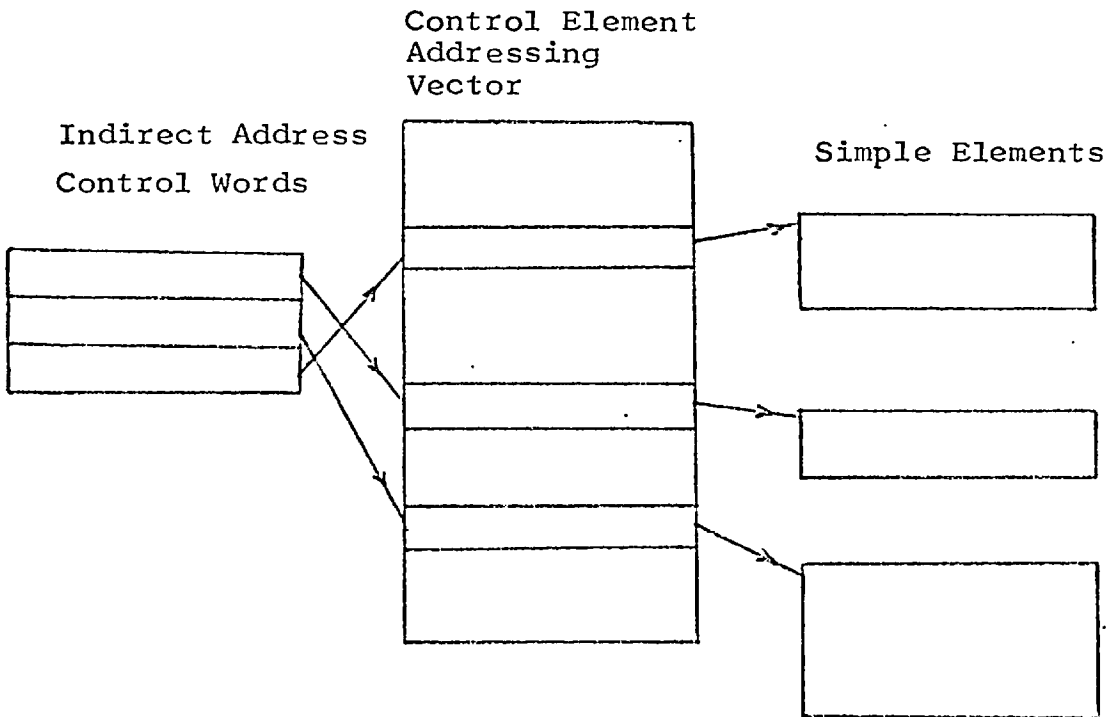 Control Element
Addressing
Vector
Indirect Address
Control Words
Simple Elements